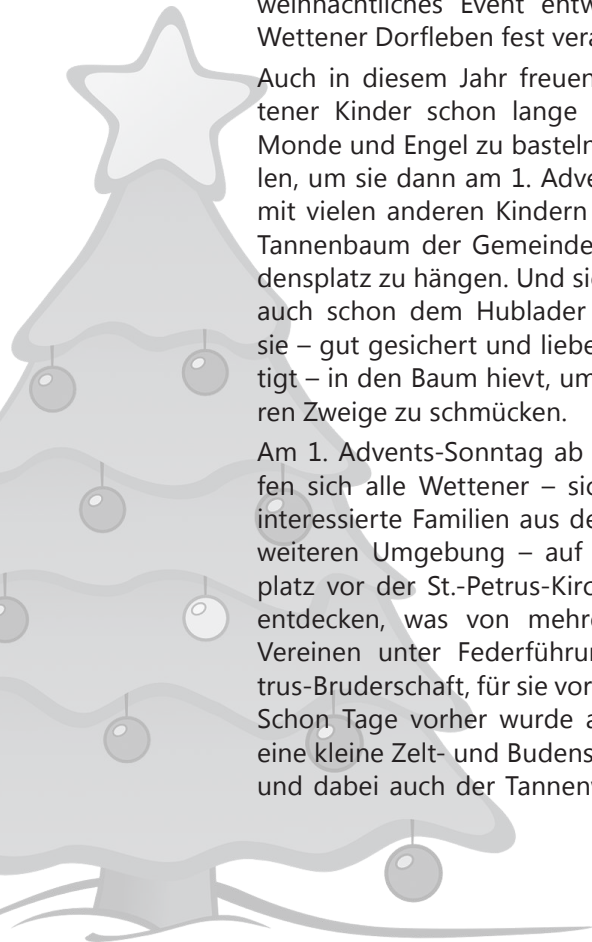 weihnachtliches Event entw
Wettener Dorfleben fest vera
Auch in diesem Jahr freuen
tener Kinder schon lange
Monde und Engel zu basteln
len, um sie dann am 1. Adve
mit vielen anderen Kindern
Tannenbaum der Gemeinde
densplatz zu hängen. Und sie
auch schon dem Hublader
sie – gut gesichert und liebe
tigt – in den Baum hievt, um
ren Zweige zu schmücken.
Am 1. Advents-Sonntag ab
fen sich alle Wettener – sic
interessierte Familien aus de
weiteren Umgebung – auf
platz vor der St.-Petrus-Kirc
entdecken, was von mehre
Vereinen unter Federführun
trus-Bruderschaft, für sie vor
Schon Tage vorher wurde a
eine kleine Zelt- und Budens
und dabei auch der Tannen